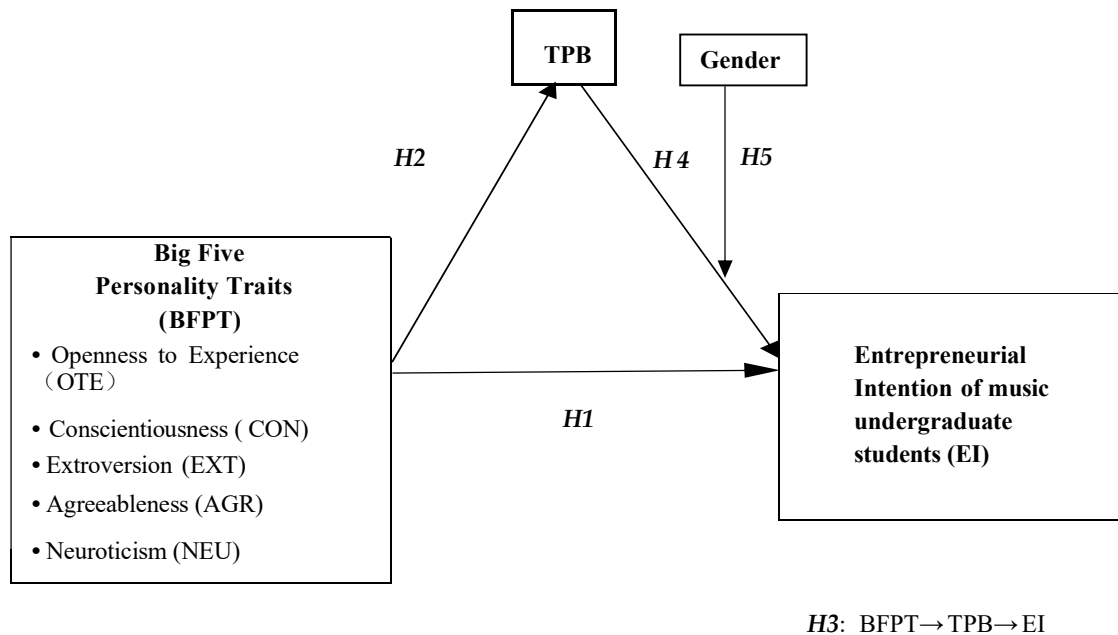 TPB
Gender
H2
H 4
H5
Big Five
Personality Traits
(BFPT)
• Openness to Experience
（OTE）
• Conscientiousness ( CON)
• Extroversion (EXT)
• Agreeableness (AGR)
• Neuroticism (NEU)
H1
Entrepreneurial
Intention of music
undergraduate
students (EI)
H3: BFPT→TPB→EI